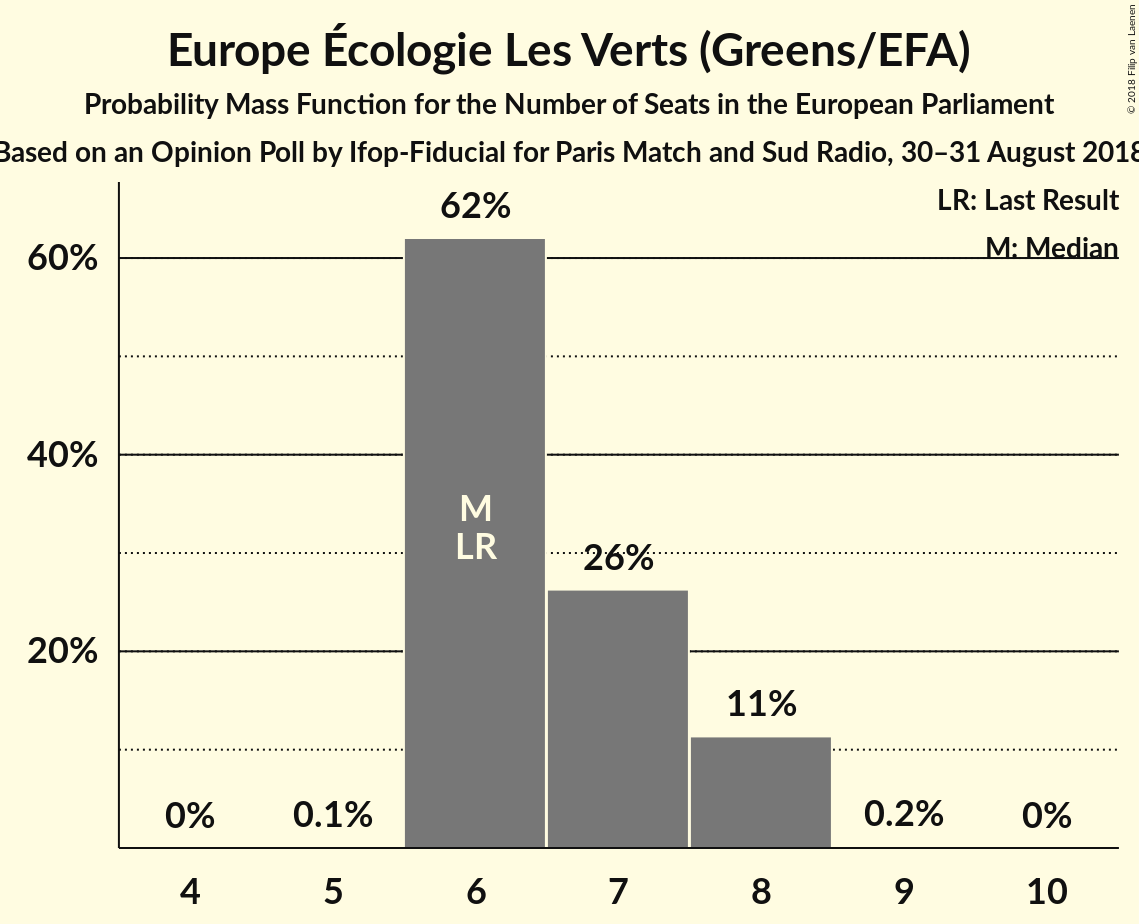 Europe Écologie Les Verts (Greens/EFA)
Probability Mass Function for the Number of Seats in the European Parliament
Based on an Opinion Poll by Ifop-Fiducial for Paris Match and Sud Radio, 30–31 August 2018
© 2018 Filip van Laenen
LR: Last Result
M: Median
62%
60%
40%
M
LR
26%
20%
11%
0%
0.1%
0.2%
0%
4
5
6
7
8
9
10